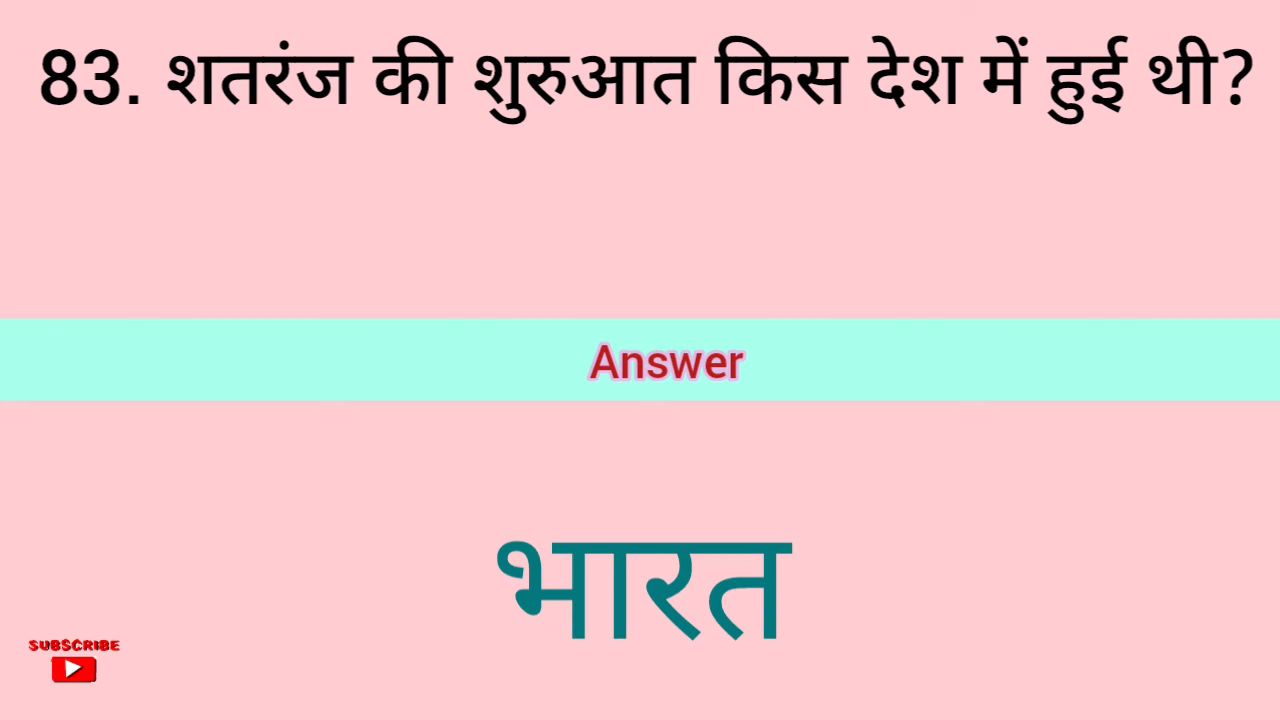 83. शतरंज की शुरुआत किस देश में हुई थी?
Answer
भारत
SUBSCRIBE